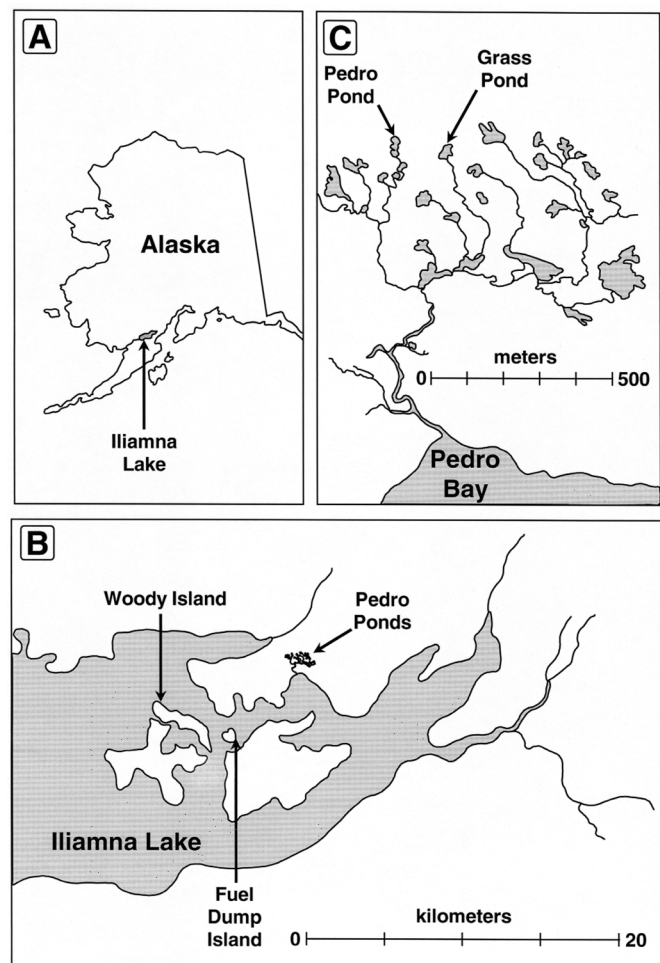 A
Alaska
Iliamna
Lake
C
Pedro
Pond
Grass
Pond
meters
0 500
Pedro
Bay
B
Woody Island
Pedro
Ponds
Iliamna Lake
Fuel
Dump
Island
kilometers
0 20